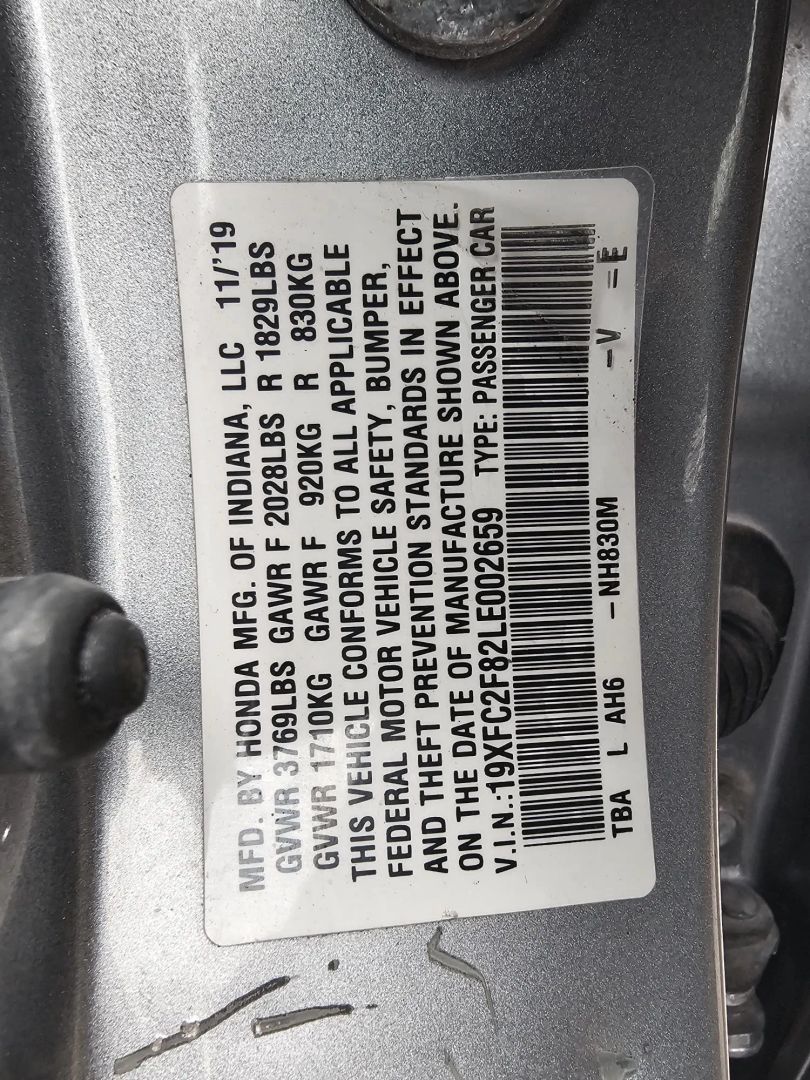 MFD. BY HONDA MFG. OF INDIANA, LLC 11/'19
GVWR 3769LBS GAWR F 2028LBS R 1829LBS
GVWR 1710KG GAWR F 920KG R 830KG
THIS VEHICLE CONFORMS TO ALL APPLICABLE
FEDERAL MOTOR VEHICLE SAFETY, BUMPER,
AND THEFT PREVENTION STANDARDS IN EFFECT
ON THE DATE OF MANUFACTURE SHOWN ABOVE.
V.I.N.:19XFC2F82LE002659 TYPE: PASSENGER CAR
TBA L AH6 -NH830M -V =E